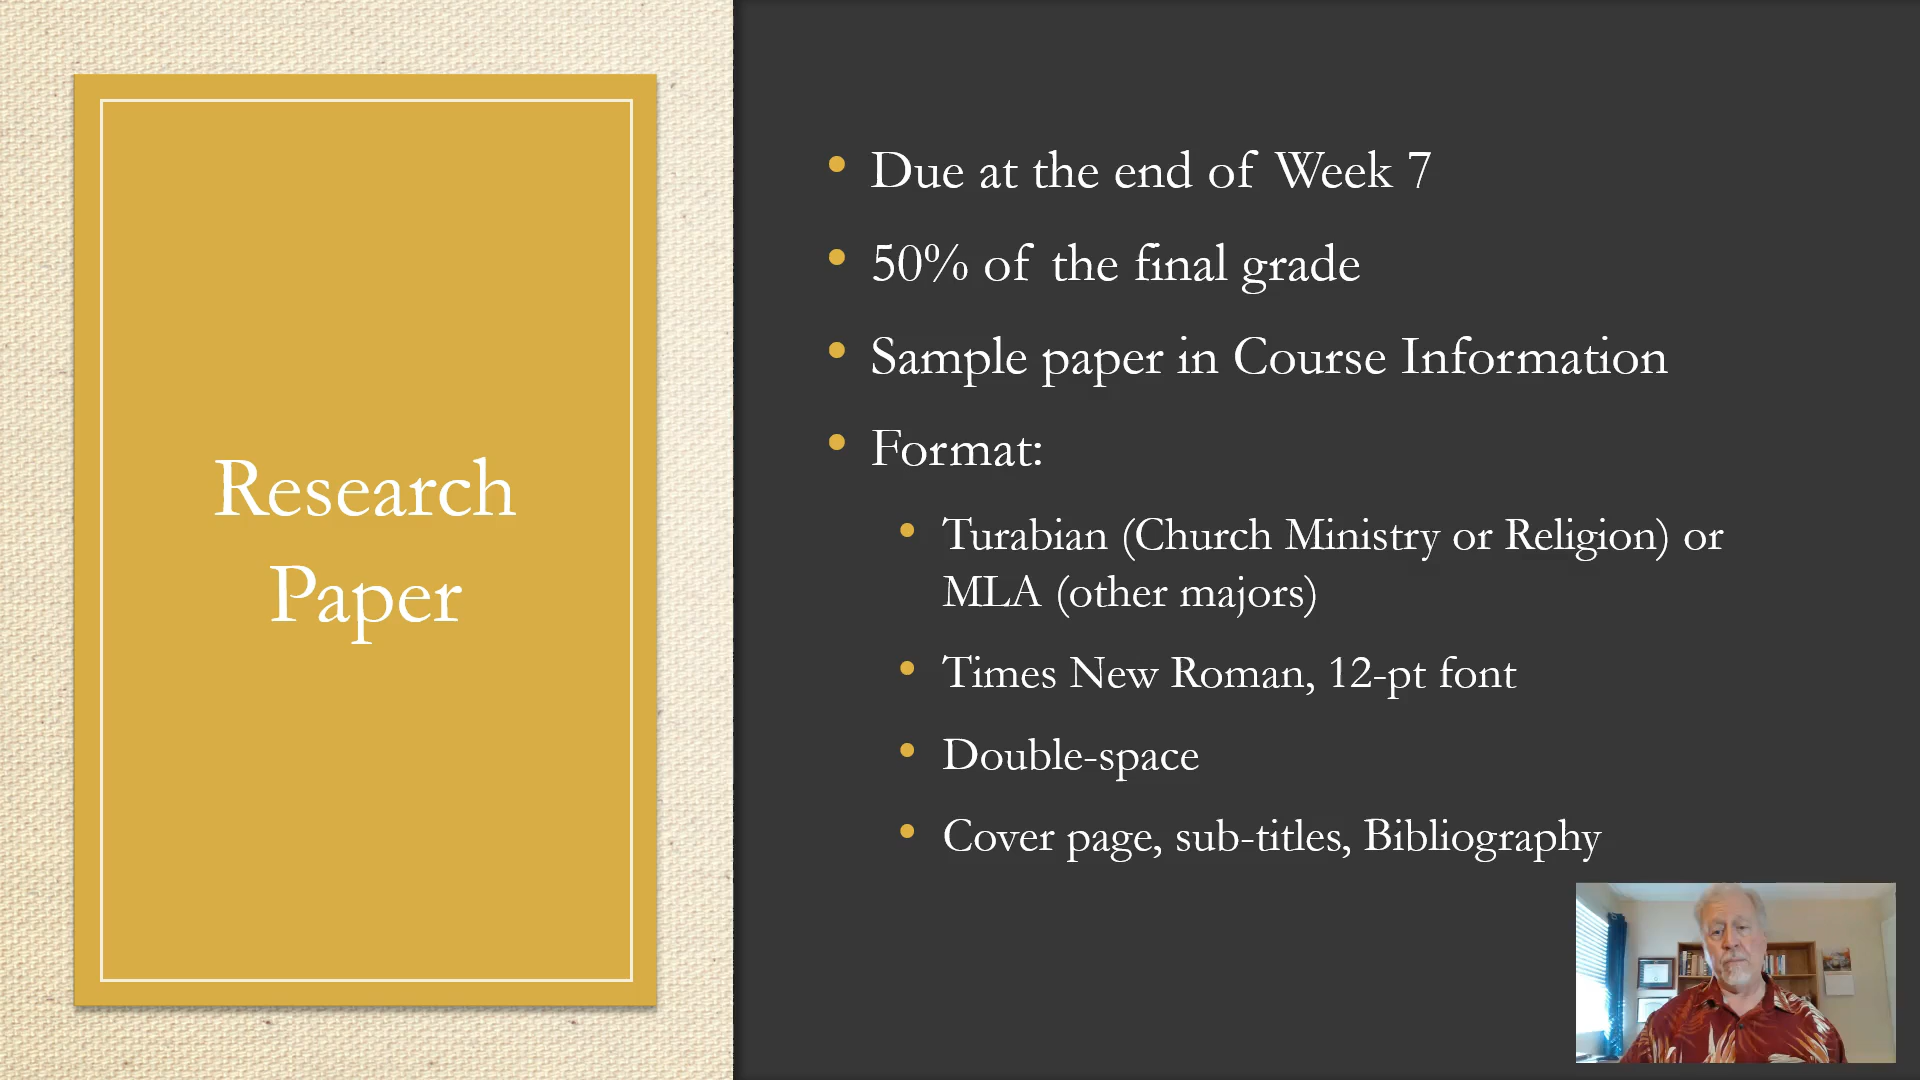 Research
Paper
• Due at the end of Week 7
• 50% of the final grade
• Sample paper in Course Information
• Format:
• Turabian (Church Ministry or Religion) or
MLA (other majors)
• Times New Roman, 12-pt font
• Double-space
• Cover page, sub-titles, Bibliography